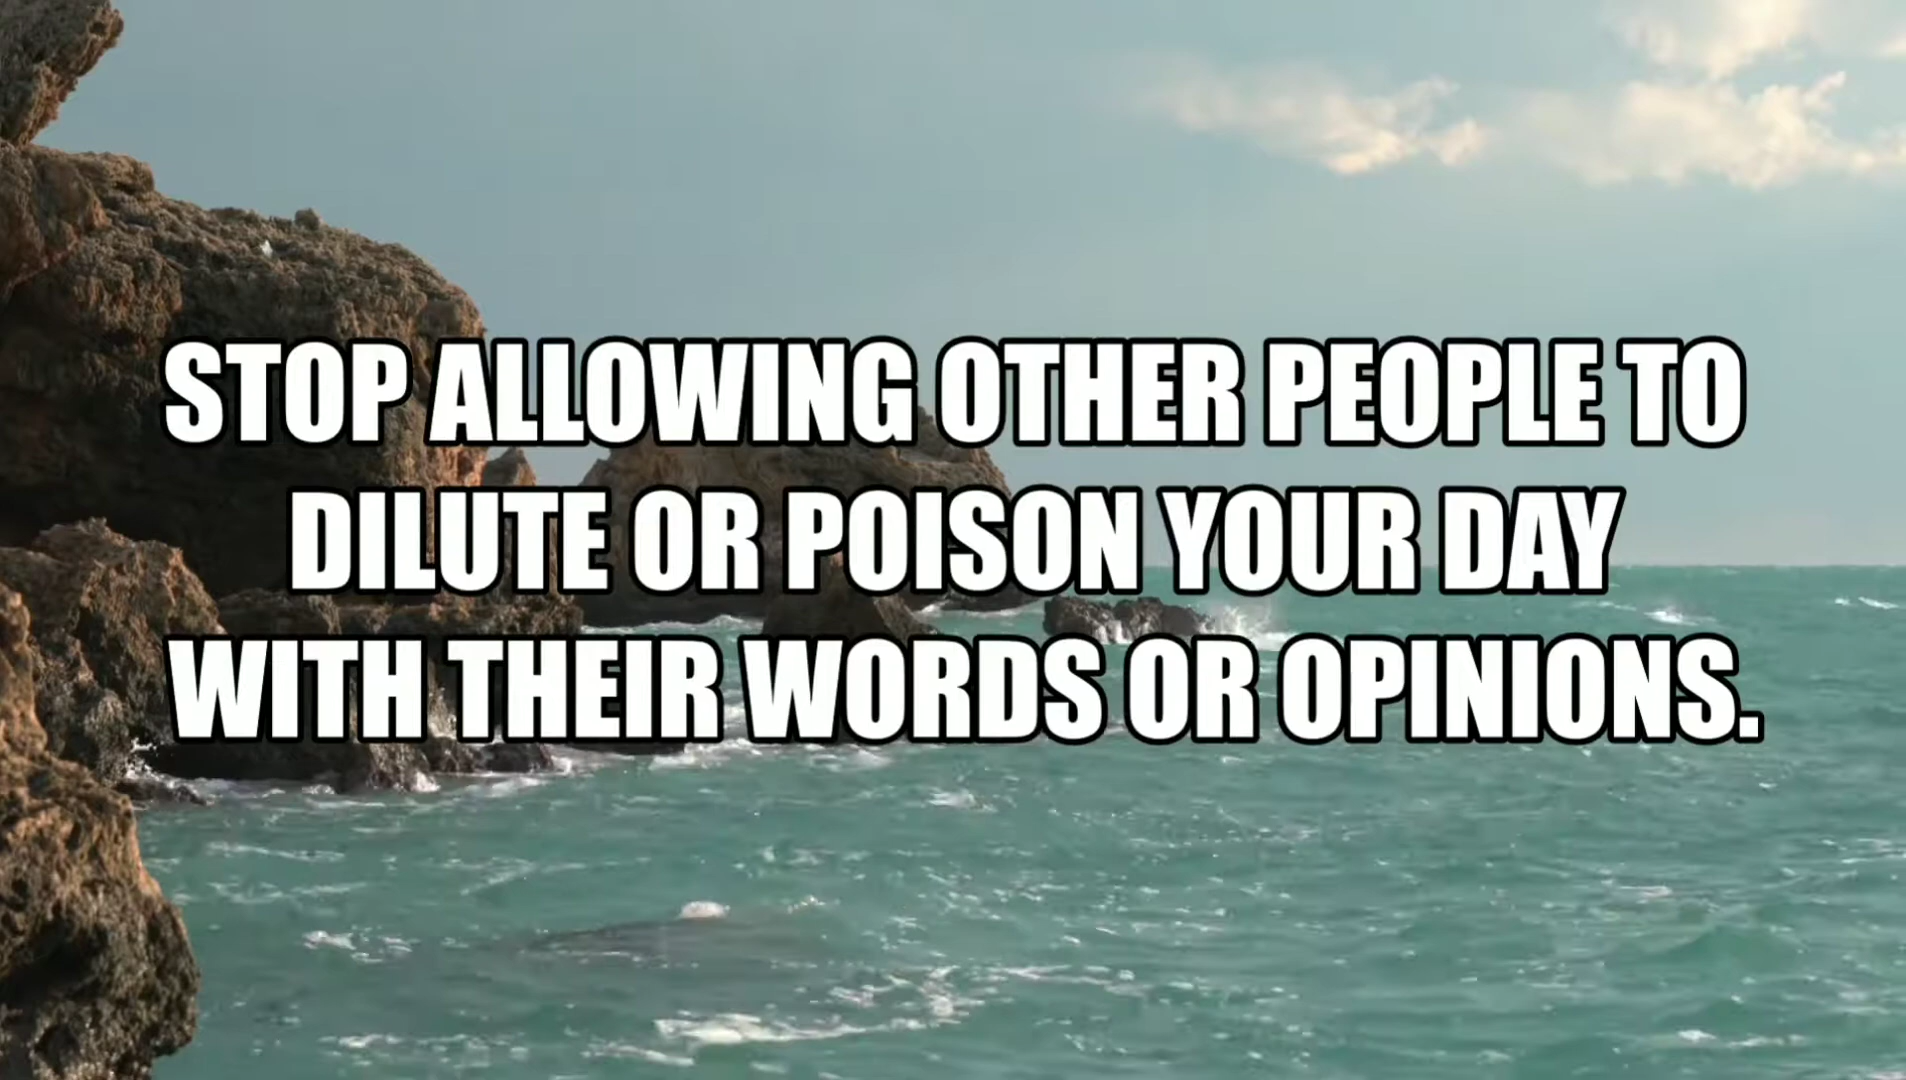 STOP ALLOWING OTHER PEOPLE TO
DILUTE OR POISON YOUR DAY
WITH THEIR WORDS OR OPINIONS.